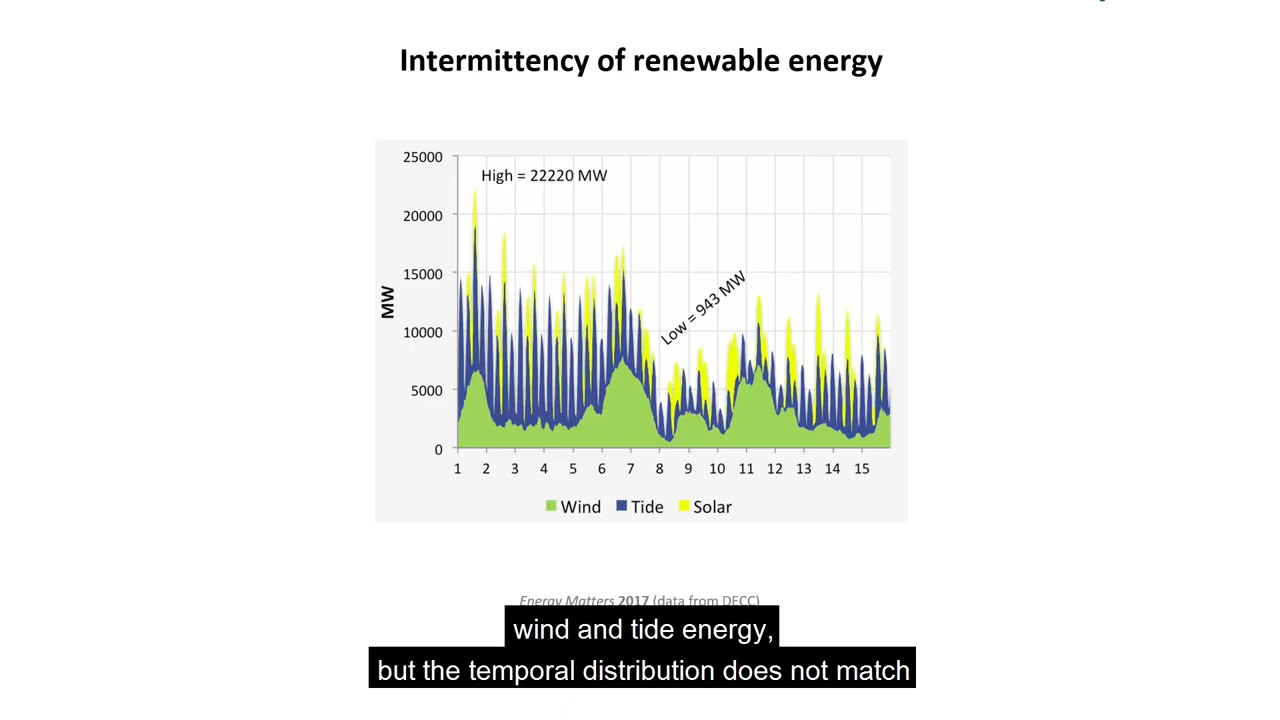 Intermittency of renewable energy
25000
High = 22220 MW
20000
15000
MW
Low = 943 MW
10000
5000
0
1 2 3 4 5 6 7 8 9 10 11 12 13 14 15
Wind Tide Solar
Energy Matters 2017 (data from DECC)
wind and tide energy,
but the temporal distribution does not match